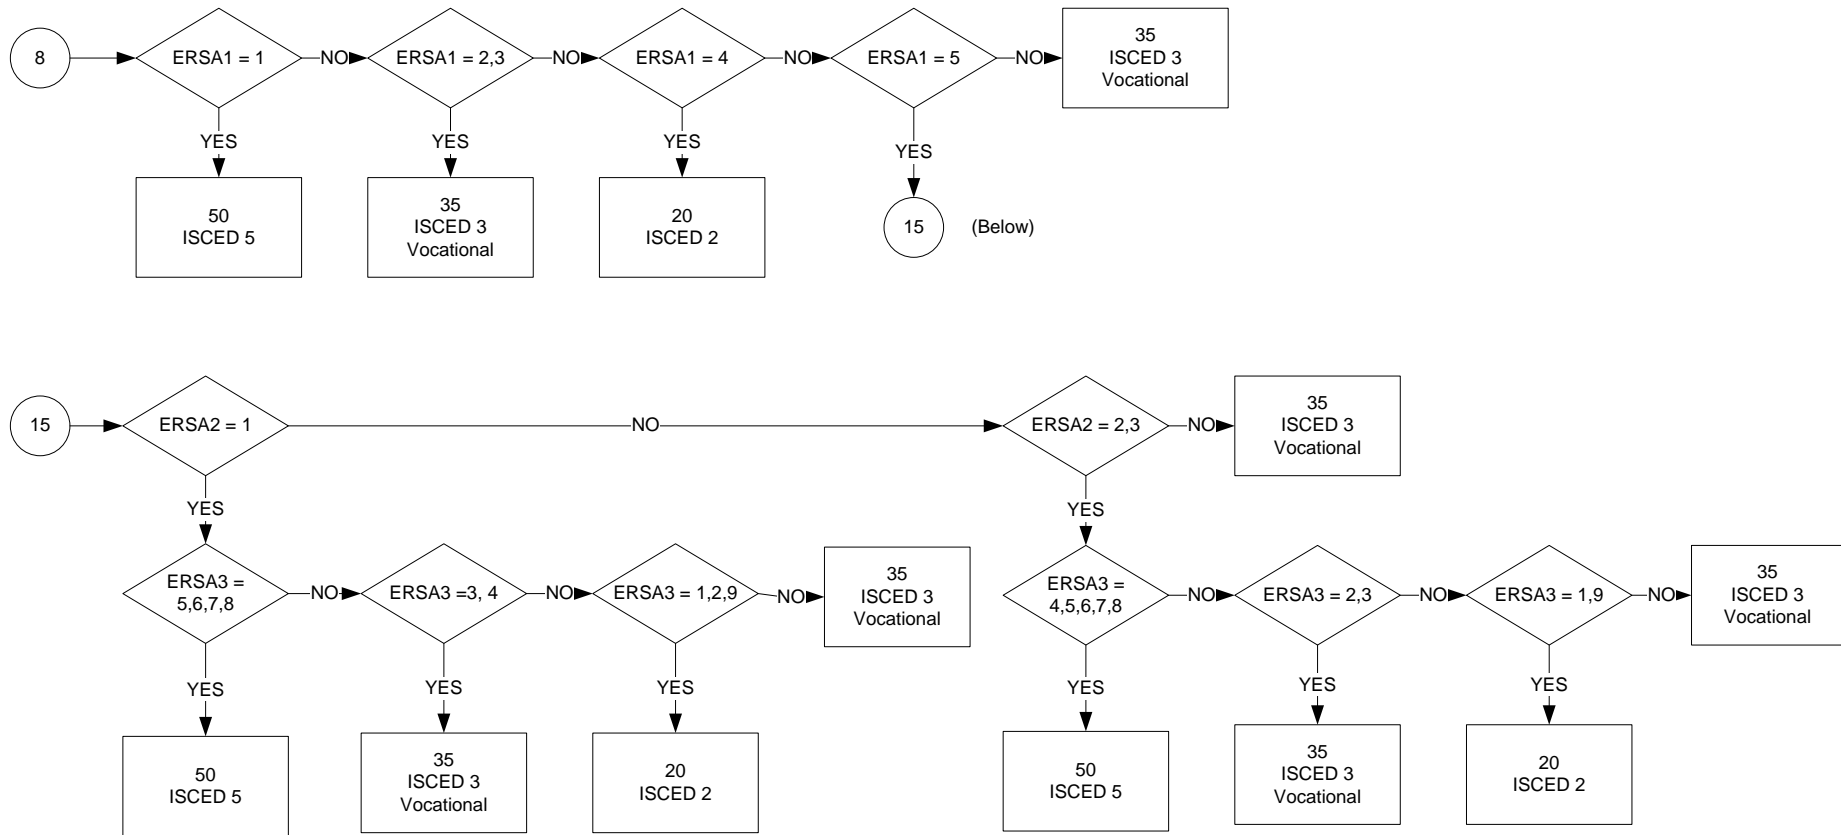 8
ERSA1 = 1
NO
ERSA1 = 2,3
NO
ERSA1 = 4
NO
ERSA1 = 5
NO
35
ISCED 3
Vocational
YES
YES
YES
YES
50
ISCED 5
35
ISCED 3
Vocational
20
ISCED 2
15
(Below)
15
ERSA2 = 1
NO
ERSA2 = 2,3
NO
35
ISCED 3
Vocational
YES
YES
ERSA3 =
5,6,7,8
NO
ERSA3 =3, 4
NO
ERSA3 = 1,2,9
NO
35
ISCED 3
Vocational
ERSA3 =
4,5,6,7,8
NO
ERSA3 = 2,3
NO
ERSA3 = 1,9
NO
35
ISCED 3
Vocational
YES
YES
YES
YES
YES
YES
50
ISCED 5
35
ISCED 3
Vocational
20
ISCED 2
50
ISCED 5
35
ISCED 3
Vocational
20
ISCED 2